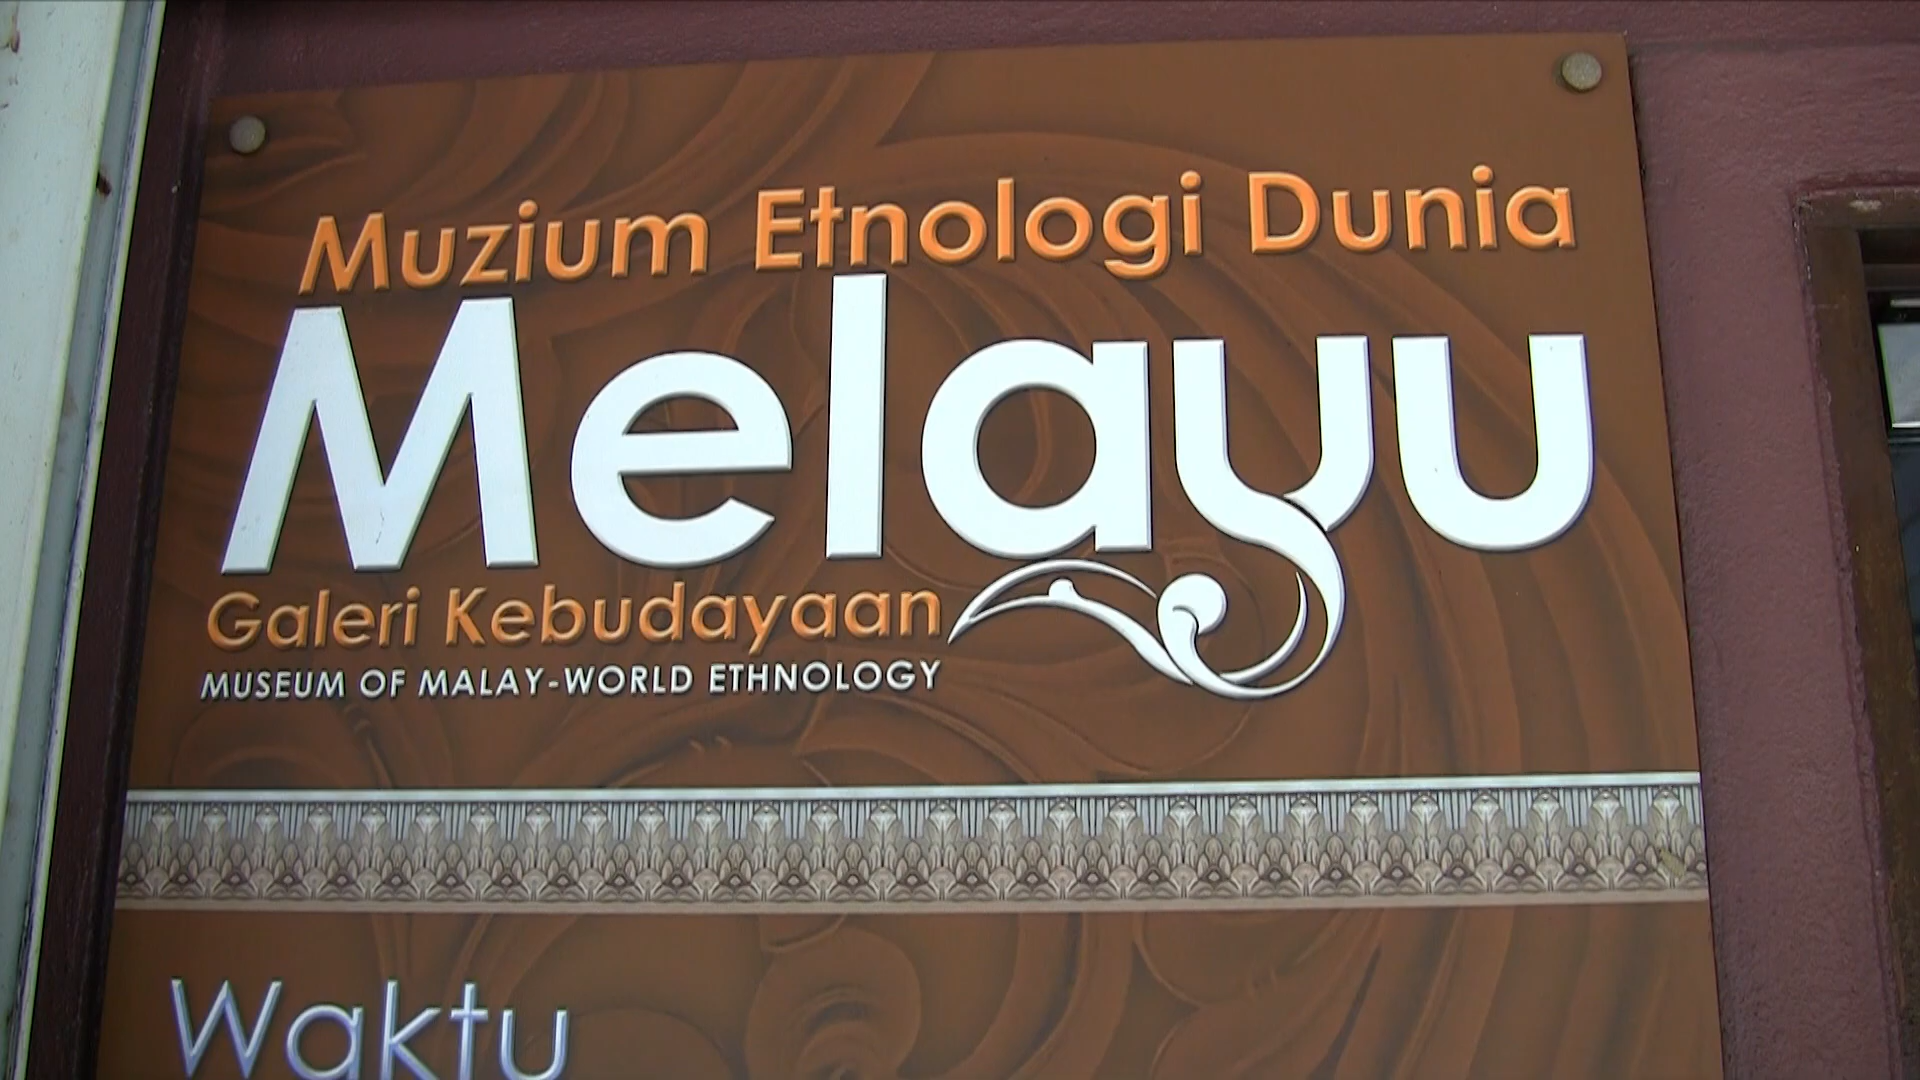 Muzium Etnologi Dunia
Melayu
Galeri Kebudayaan
MUSEUM OF MALAY-WORLD ETHNOLOGY
Waktu